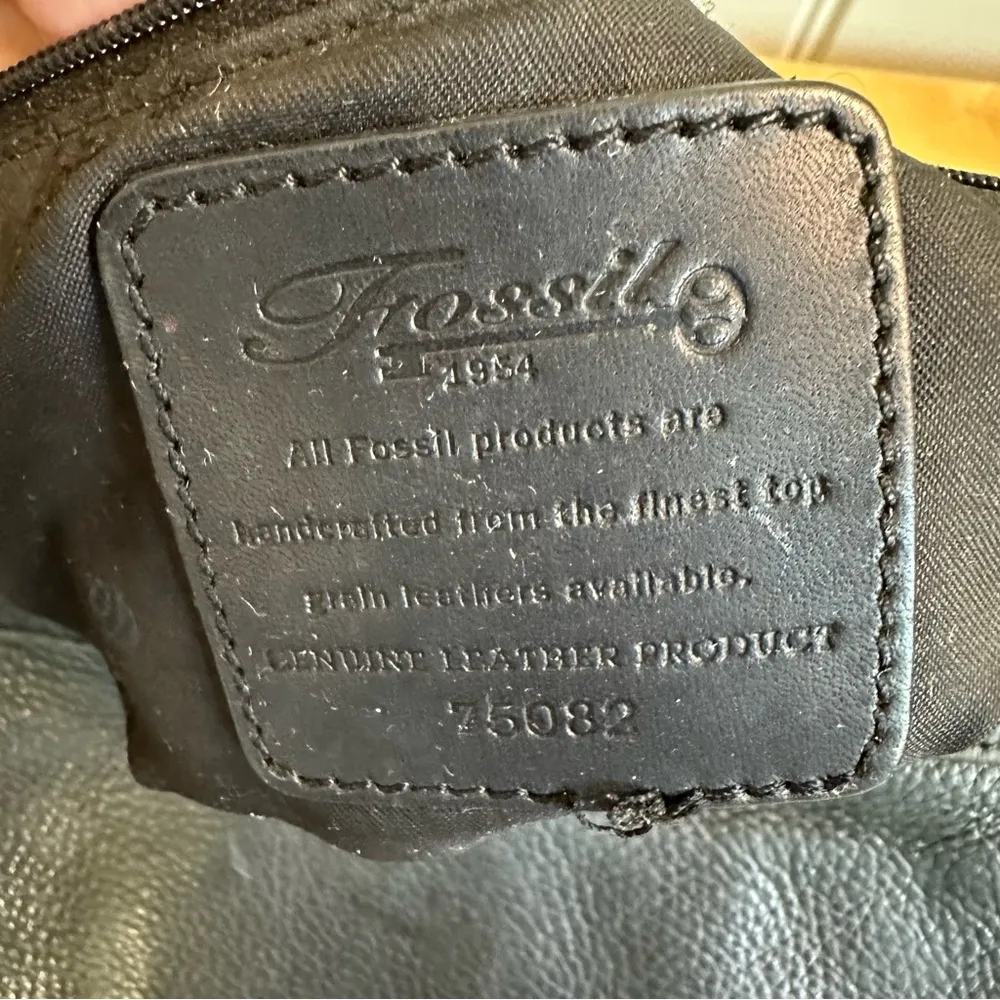 Fossil
1954
All Fossil products are
handcrafted from the finest top
grain leathers available.
GENUINE LEATHER PRODUCT
75082